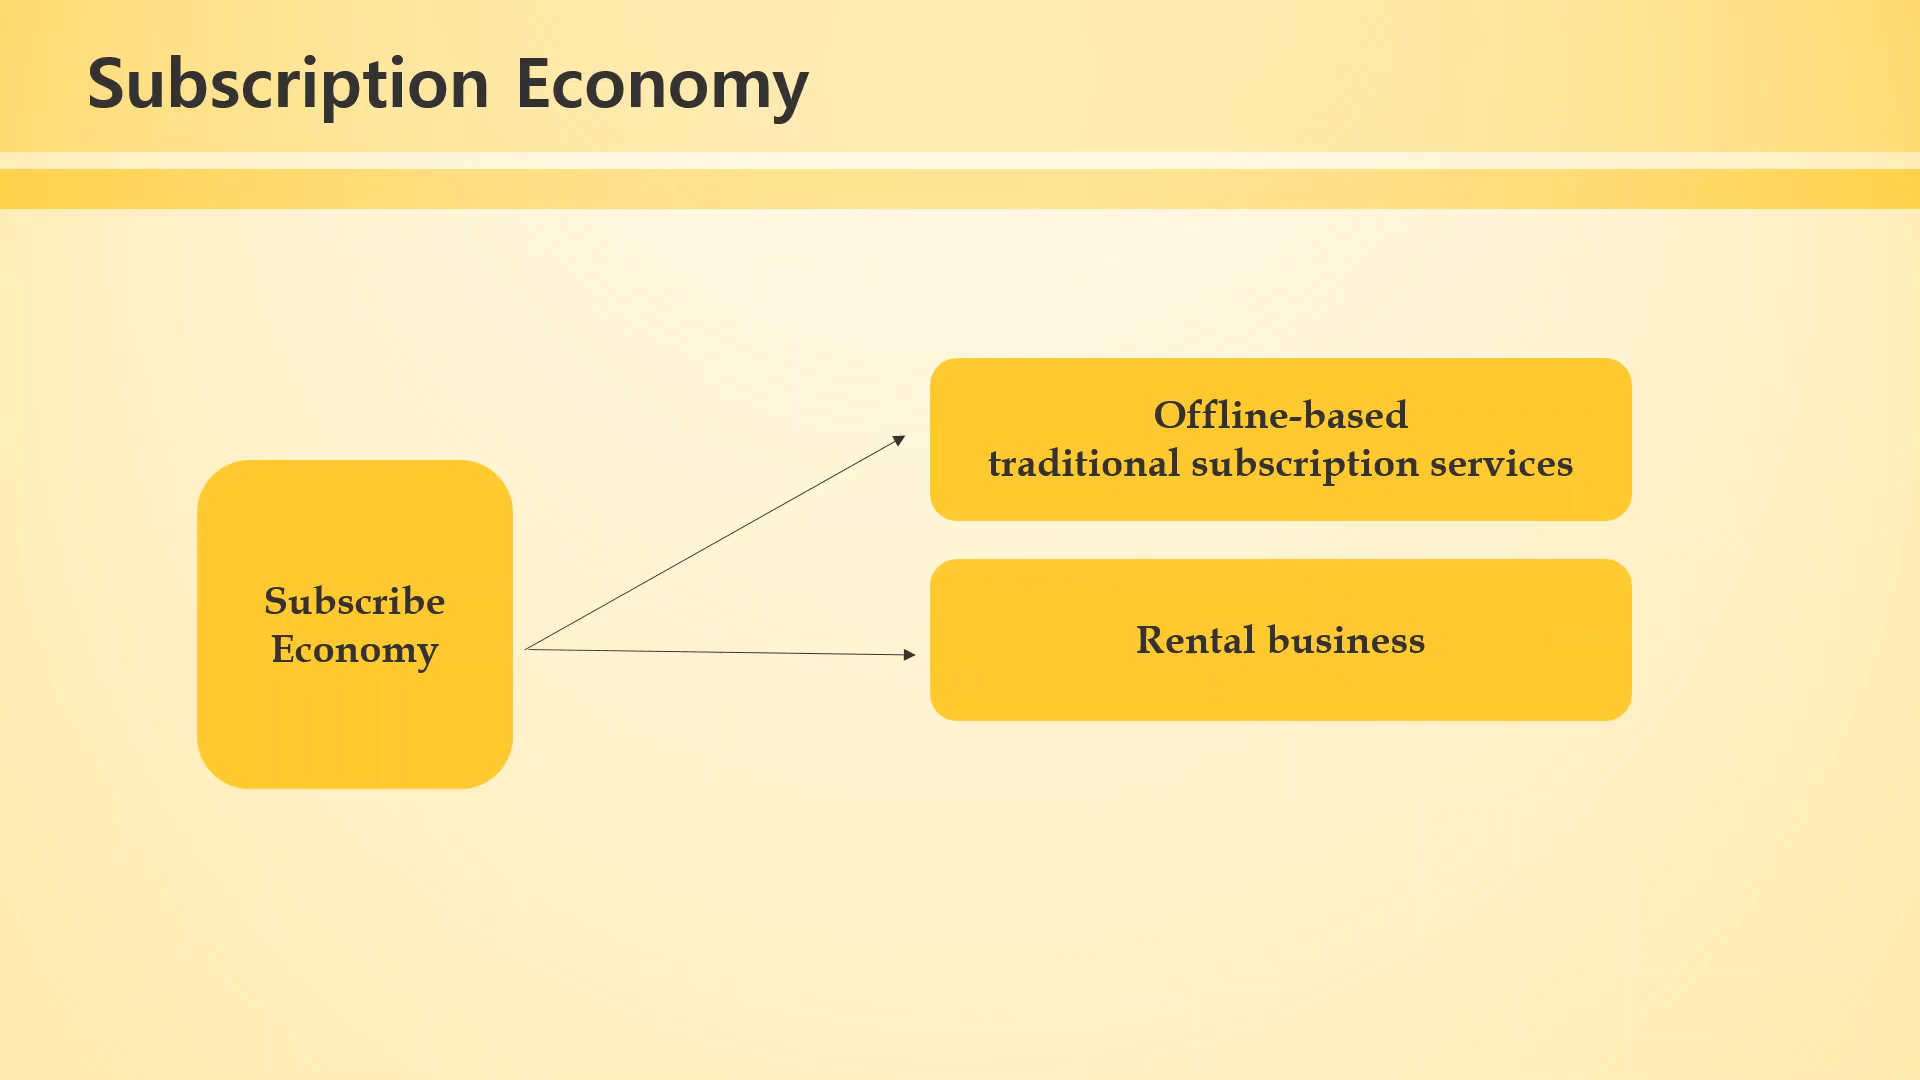 Subscription Economy
Offline-based
traditional subscription services
Subscribe
Economy
Rental business